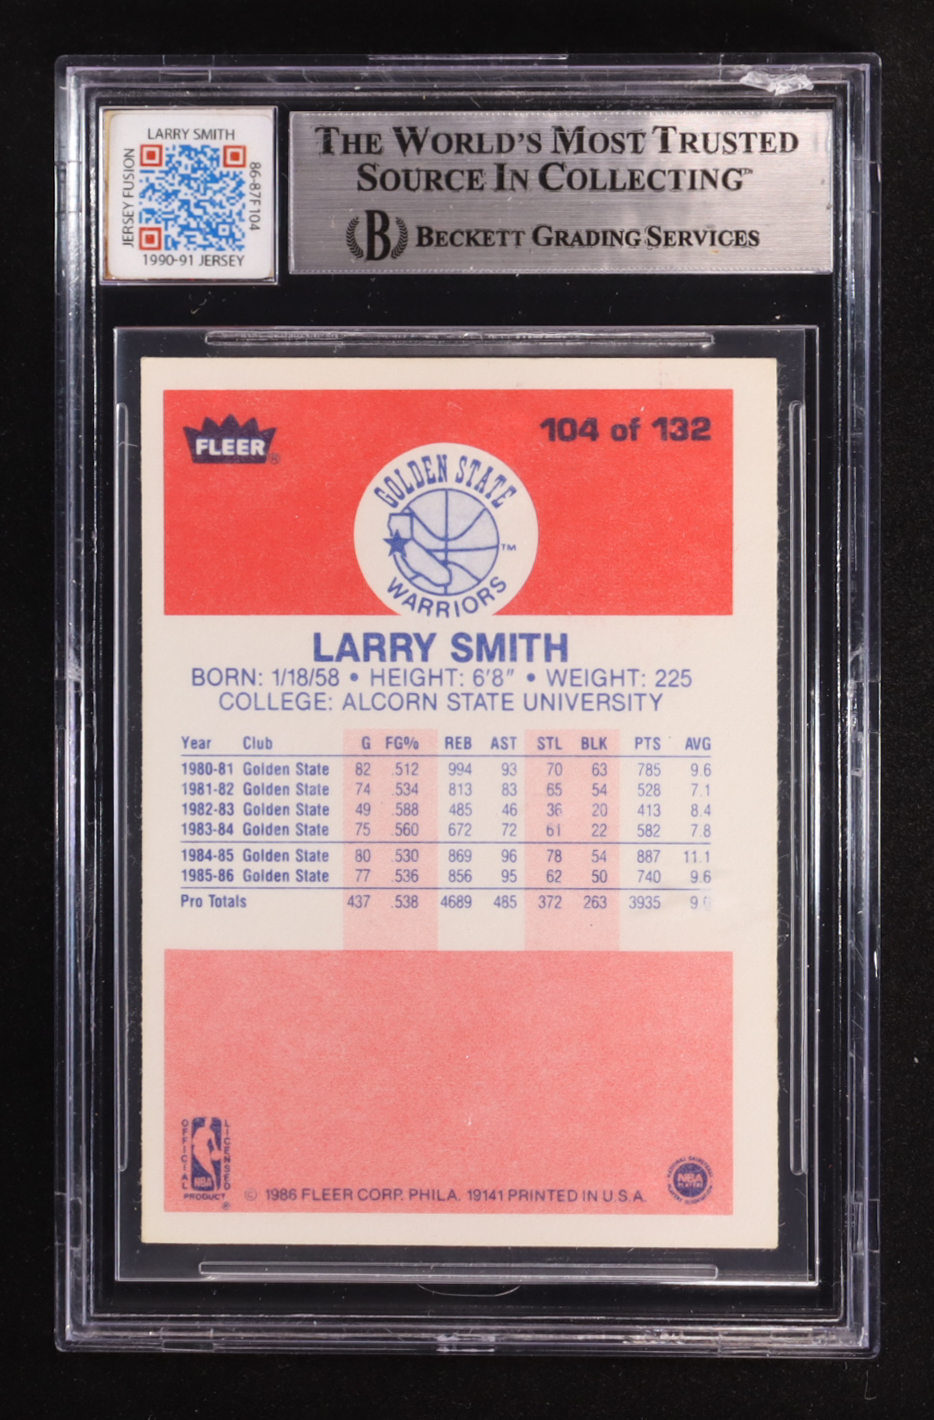 LARRY SMITH
JERSEY FUSION
86-87F104
1990-91 JERSEY
THE WORLD'S MOST TRUSTED
SOURCE IN COLLECTING™
B BECKETT GRADING SERVICES
FLEER®
104 of 132
GOLDEN STATE
WARRIORS
™
LARRY SMITH
BORN: 1/18/58 • HEIGHT: 6'8" • WEIGHT: 225
COLLEGE: ALCORN STATE UNIVERSITY
Year Club G FG% REB AST STL BLK PTS AVG
1980-81 Golden State 82 .512 994 93 70 63 785 9.6
1981-82 Golden State 74 .534 813 83 65 54 528 7.1
1982-83 Golden State 49 .588 485 46 36 20 413 8.4
1983-84 Golden State 75 .560 672 72 61 22 582 7.8
1984-85 Golden State 80 .530 869 96 78 54 887 11.1
1985-86 Golden State 77 .536 856 95 62 50 740 9.6
Pro Totals 437 .538 4689 485 372 263 3935
OFFICIAL LICENSED
NBA
PRODUCT®
© 1986 FLEER CORP. PHILA. 19141 PRINTED IN U.S.A.
NATIONAL BASKETBALL
NBA